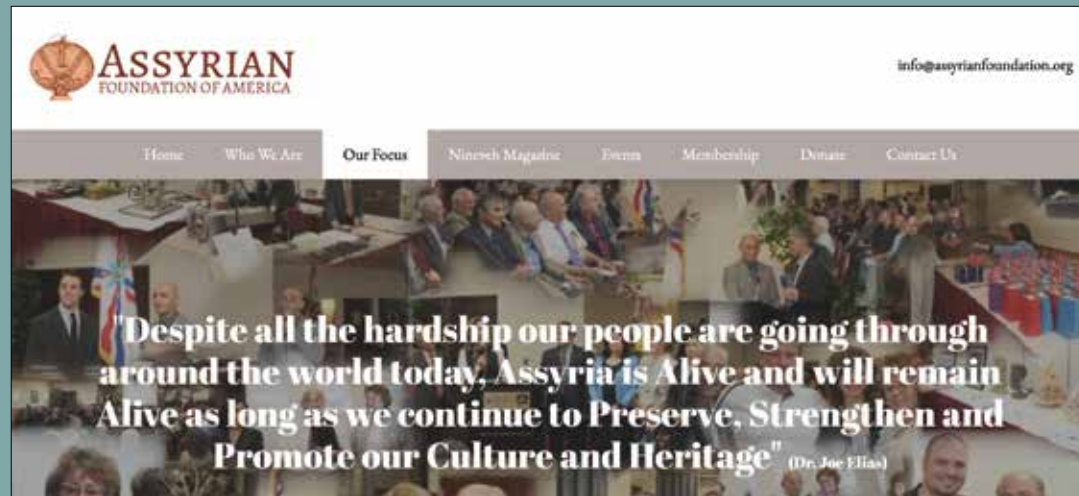 ASSYRIAN
FOUNDATION OF AMERICA
info@assyrianfoundation.org
Home Who We Are Our Focus Nineveh Magazine Events Membership Donate Contact Us
"Despite all the hardship our people are going through
around the world today, Assyria is Alive and will remain
Alive as long as we continue to Preserve, Strengthen and
Promote our Culture and Heritage" (Dr. Joe Elias)